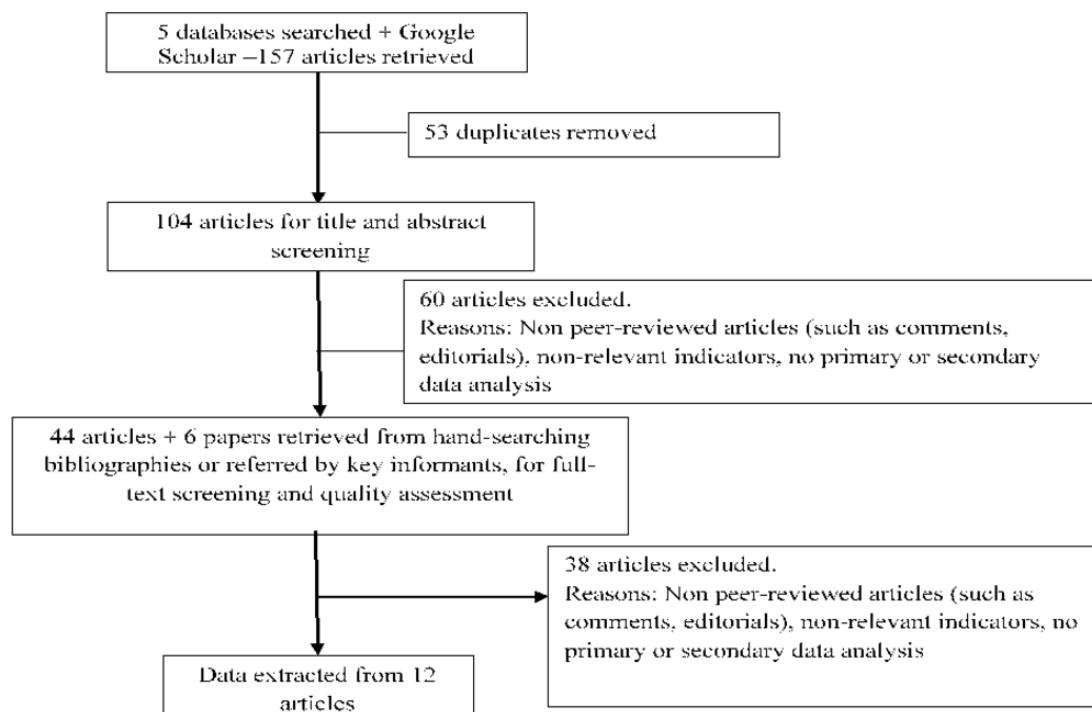 5 databases searched + Google
Scholar –157 articles retrieved
53 duplicates removed
104 articles for title and abstract
screening
60 articles excluded.
Reasons: Non peer-reviewed articles (such as comments,
editorials), non-relevant indicators, no primary or secondary
data analysis
44 articles + 6 papers retrieved from hand-searching
bibliographies or referred by key informants, for full-
text screening and quality assessment
38 articles excluded.
Reasons: Non peer-reviewed articles (such as
comments, editorials), non-relevant indicators, no
primary or secondary data analysis
Data extracted from 12
articles